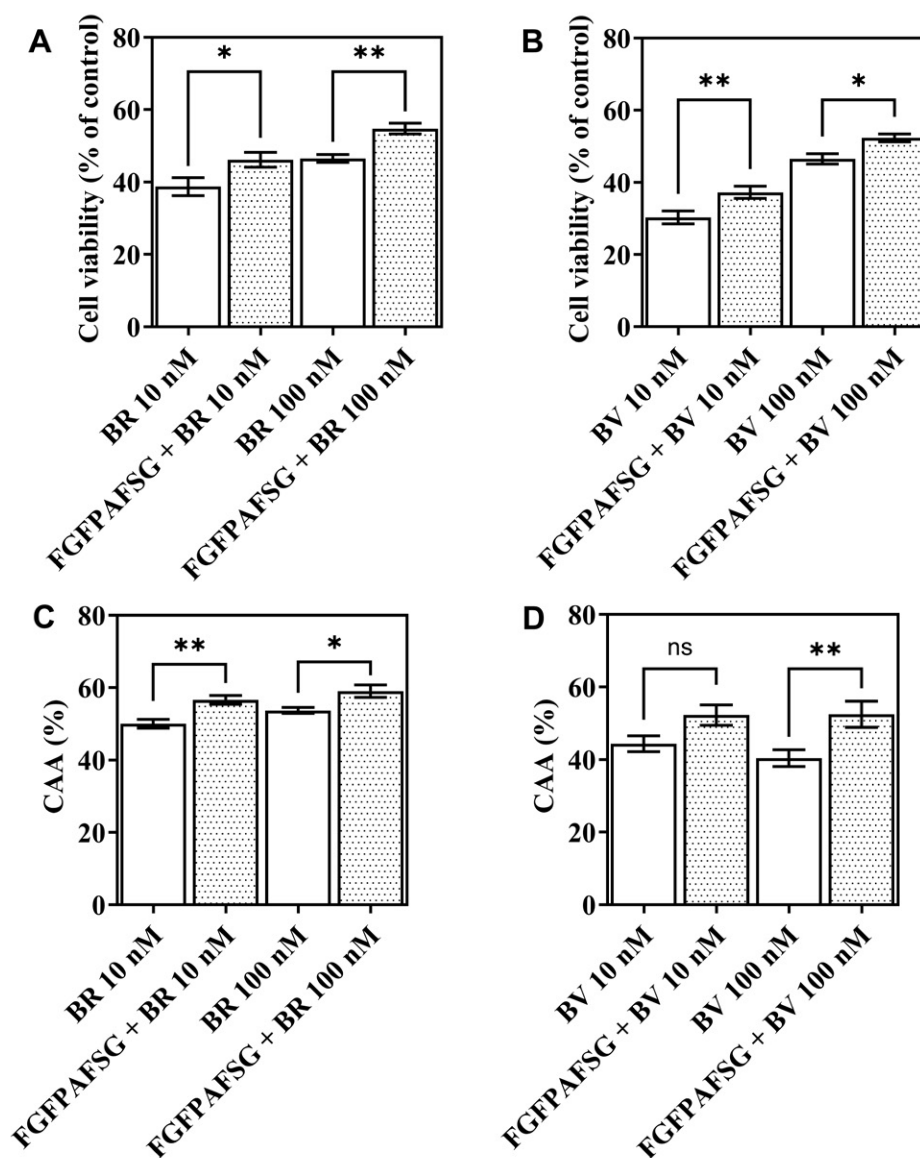 A
Cell viability (% of control)
80
60
40
20
0
*
**
BR 10 nM
FGFPAFSG + BR 10 nM
BR 100 nM
FGFPAFSG + BR 100 nM
B
Cell viability (% of control)
80
60
40
20
0
**
*
BV 10 nM
FGFPAFSG + BV 10 nM
BV 100 nM
FGFPAFSG + BV 100 nM
C
CAA (%)
80
60
40
20
0
**
*
BR 10 nM
FGFPAFSG + BR 10 nM
BR 100 nM
FGFPAFSG + BR 100 nM
D
CAA (%)
80
60
40
20
0
ns
**
BV 10 nM
FGFPAFSG + BV 10 nM
BV 100 nM
FGFPAFSG + BV 100 nM